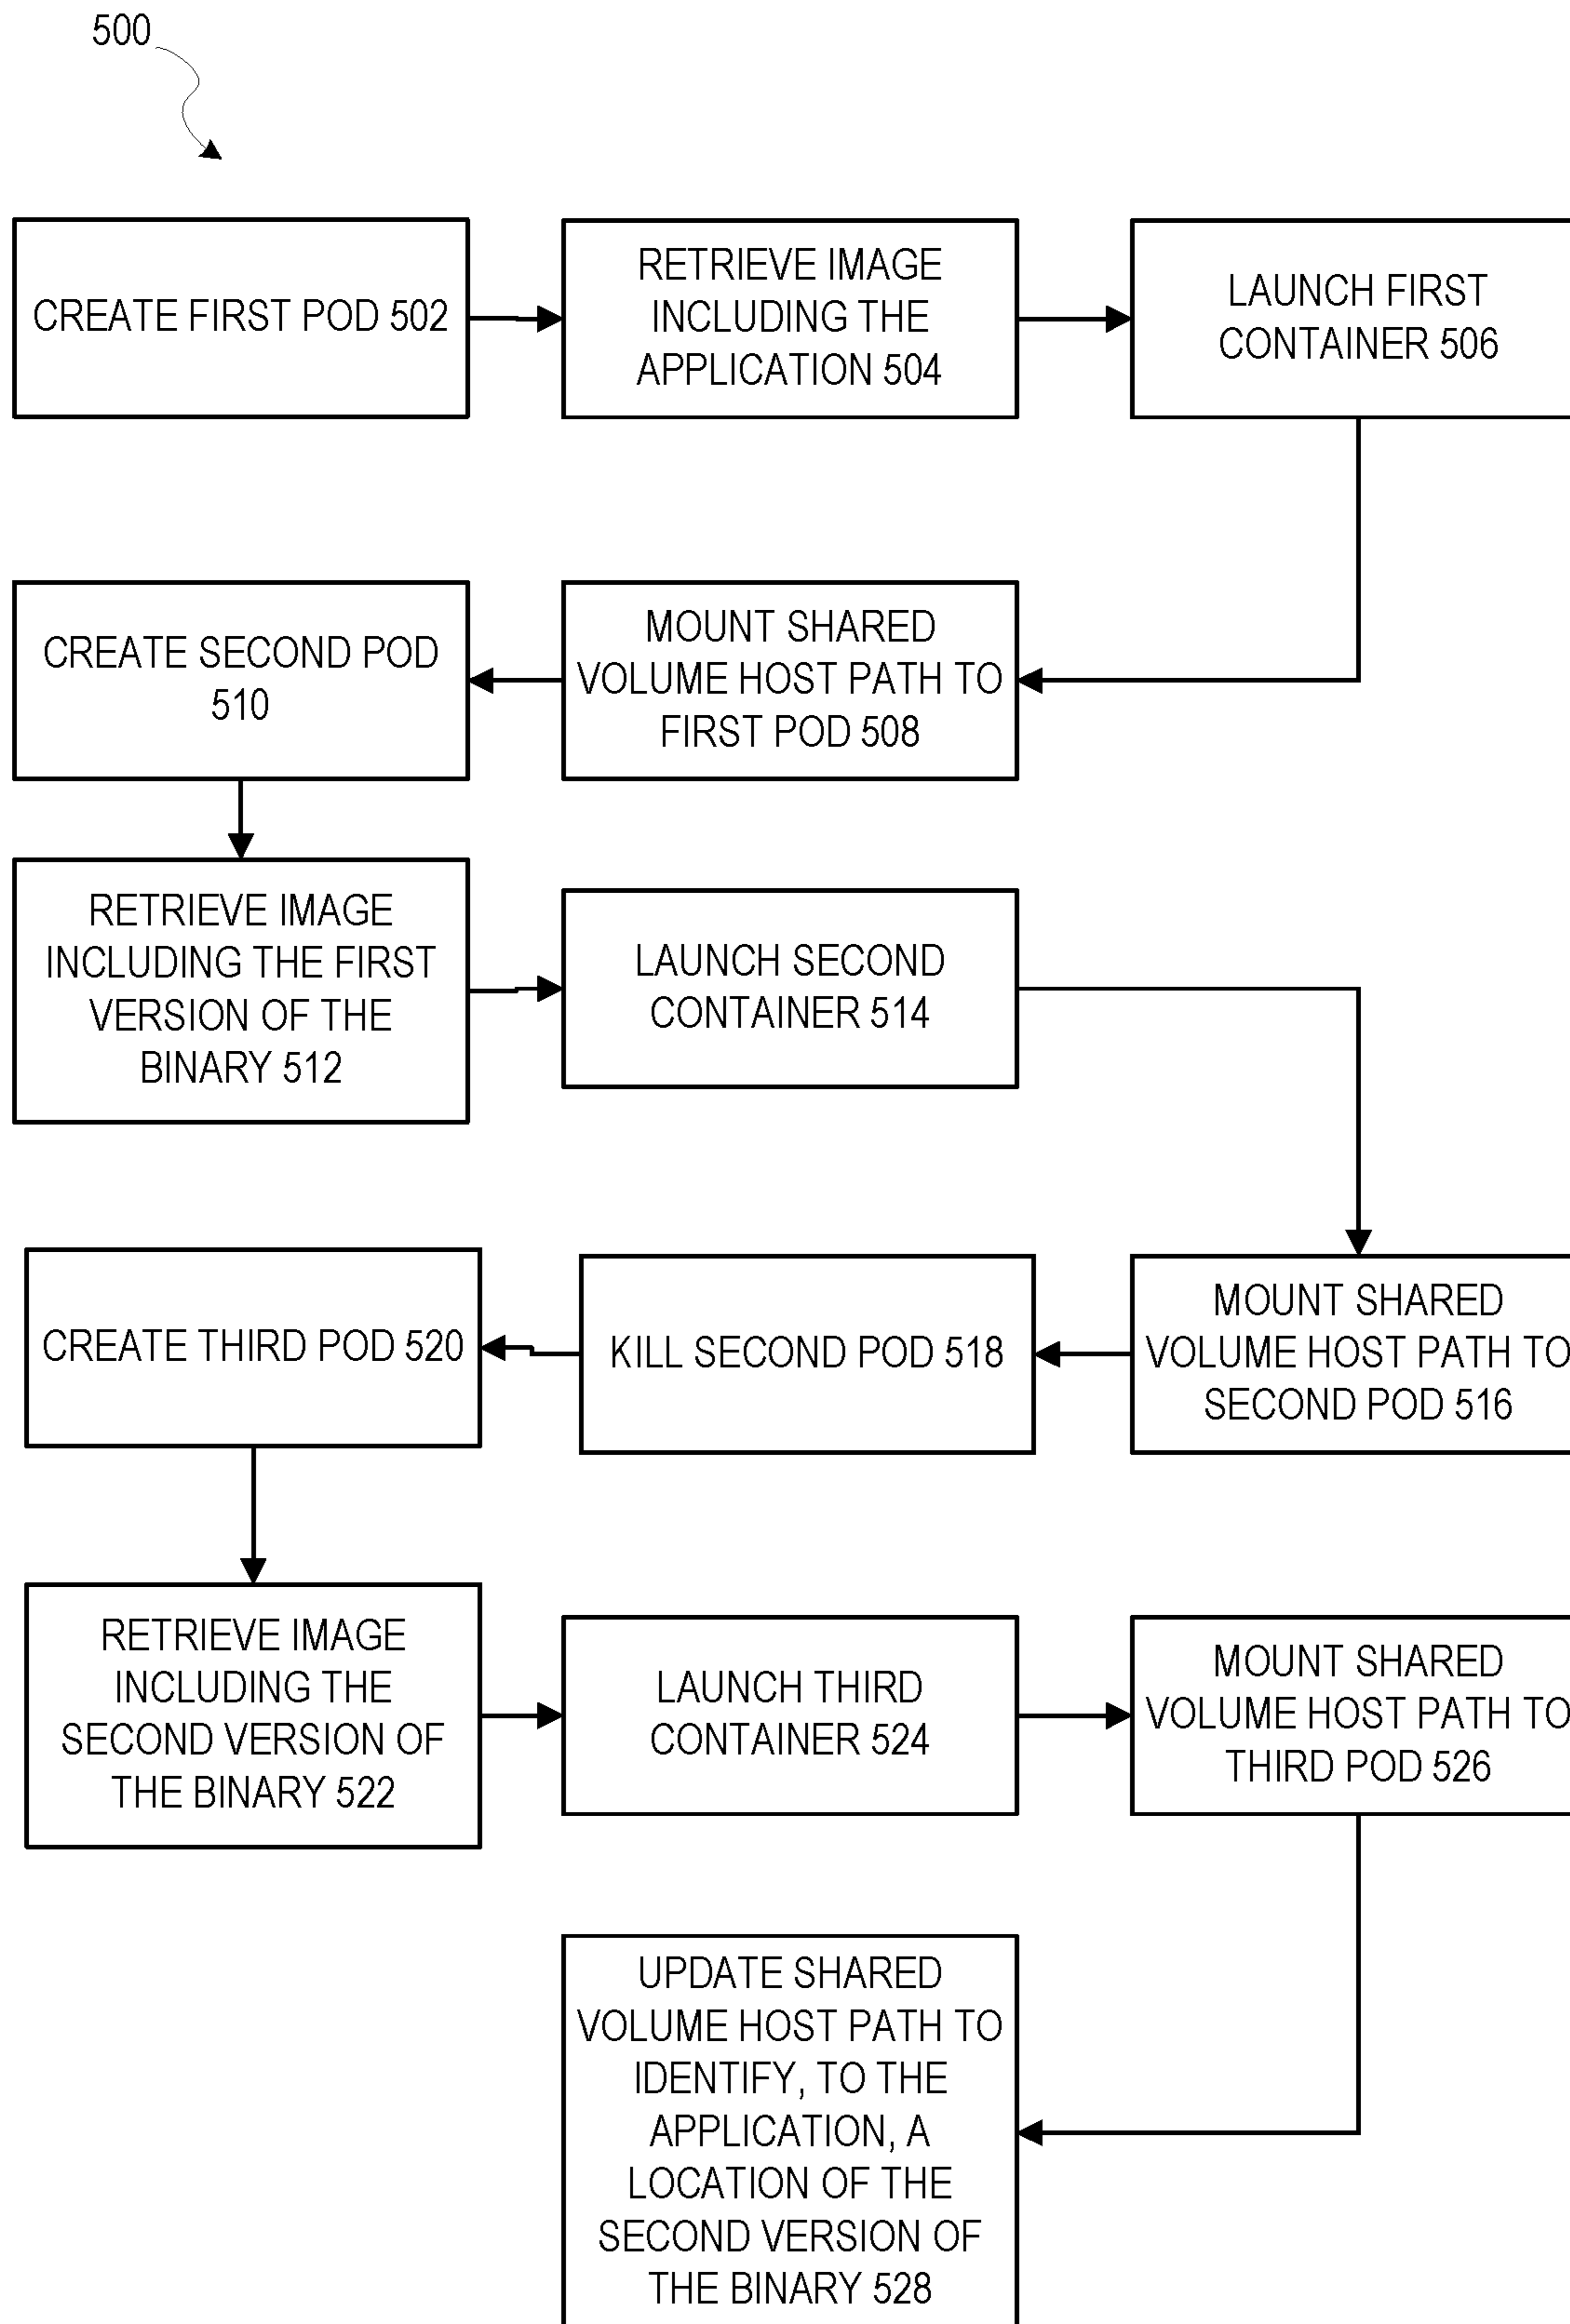 500
CREATE FIRST POD 502
RETRIEVE IMAGE
INCLUDING THE
APPLICATION 504
LAUNCH FIRST
CONTAINER 506
MOUNT SHARED
VOLUME HOST PATH TO
FIRST POD 508
CREATE SECOND POD
510
RETRIEVE IMAGE
INCLUDING THE FIRST
VERSION OF THE
BINARY 512
LAUNCH SECOND
CONTAINER 514
MOUNT SHARED
VOLUME HOST PATH TO
SECOND POD 516
KILL SECOND POD 518
CREATE THIRD POD 520
RETRIEVE IMAGE
INCLUDING THE
SECOND VERSION OF
THE BINARY 522
LAUNCH THIRD
CONTAINER 524
MOUNT SHARED
VOLUME HOST PATH TO
THIRD POD 526
UPDATE SHARED
VOLUME HOST PATH TO
IDENTIFY, TO THE
APPLICATION, A
LOCATION OF THE
SECOND VERSION OF
THE BINARY 528